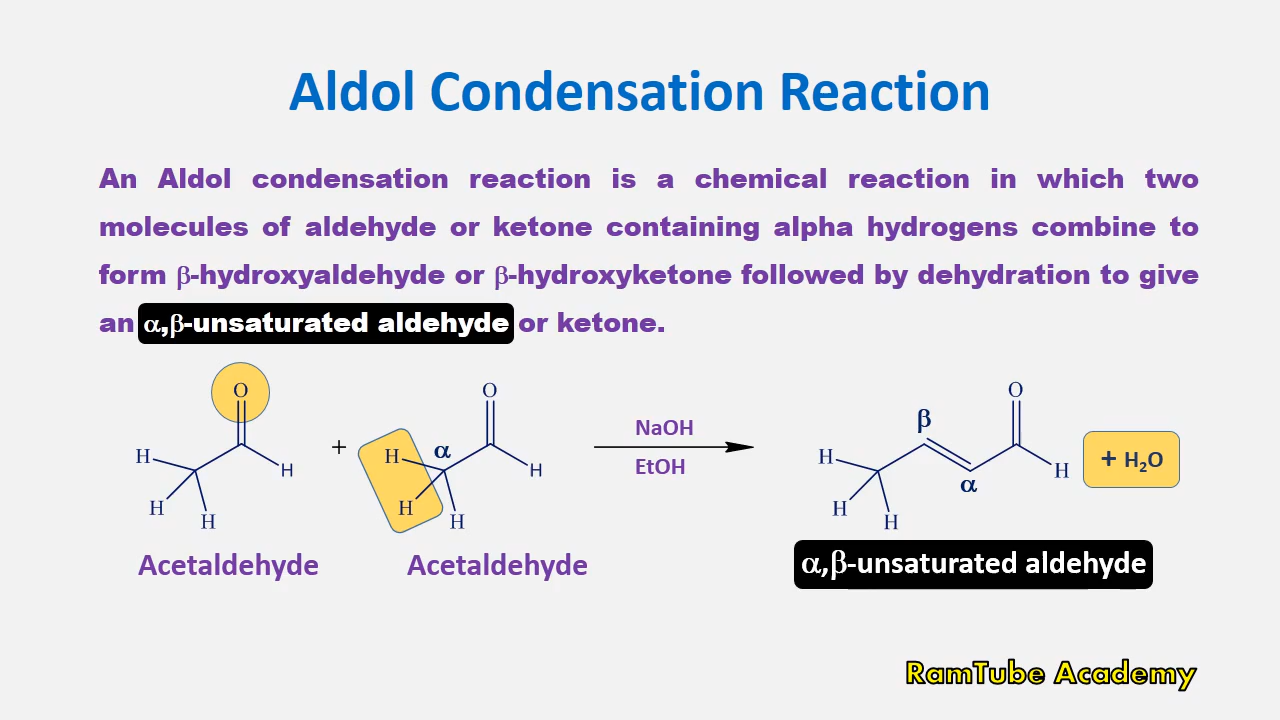 Aldol Condensation Reaction
An Aldol condensation reaction is a chemical reaction in which two
molecules of aldehyde or ketone containing alpha hydrogens combine to
form β-hydroxyaldehyde or β-hydroxyketone followed by dehydration to give
an α,β-unsaturated aldehyde or ketone.
O
H
H
H
H
+
O
α
H
H
H
H
NaOH
EtOH
O
β
α
H
H
H
H
+ H₂O
Acetaldehyde
Acetaldehyde
α,β-unsaturated aldehyde
RamTube Academy